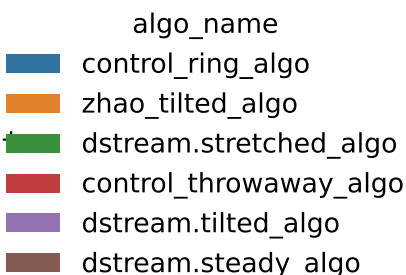 algo_name
control_ring_algo
zhao_tilted_algo
dstream.stretched_algo
control_throwaway_algo
dstream.tilted_algo
dstream.steady_algo